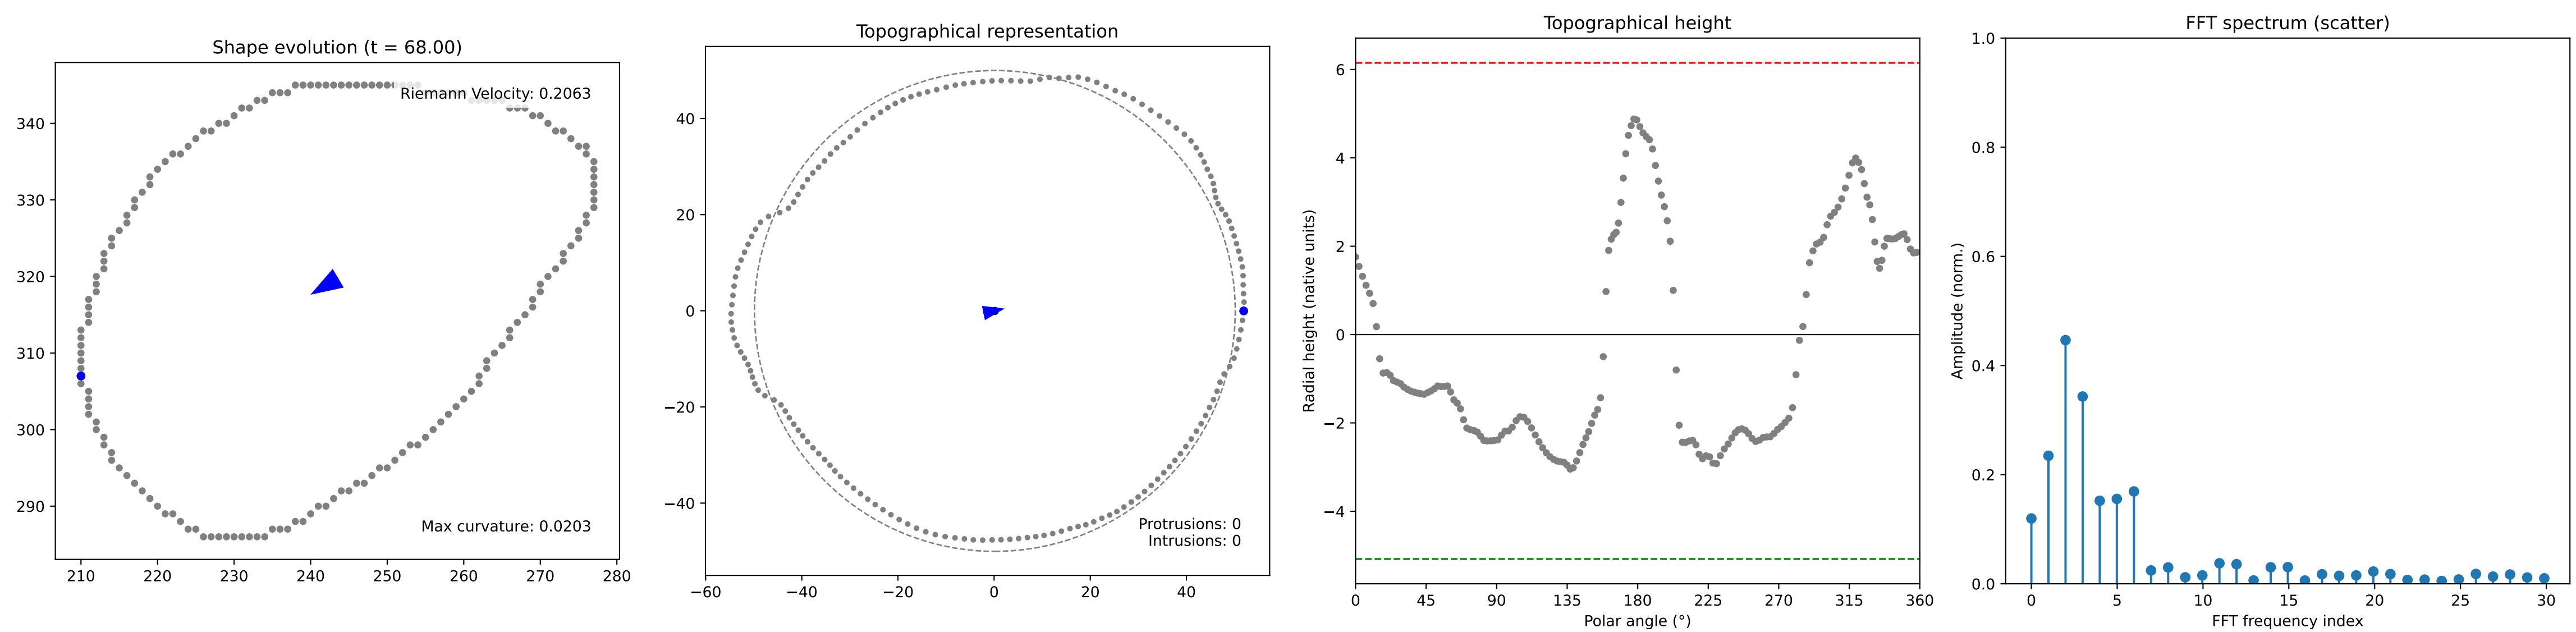 Shape evolution (t = 68.00)
Riemann Velocity: 0.2063
340
330
320
310
300
290
Max curvature: 0.0203
210 220 230 240 250 260 270 280
Topographical representation
40
20
0
−20
−40
Protrusions: 0
Intrusions: 0
−60 −40 −20 0 20 40
Topographical height
Radial height (native units)
6
4
2
0
−2
−4
0 45 90 135 180 225 270 315 360
Polar angle (°)
FFT spectrum (scatter)
Amplitude (norm.)
1.0
0.8
0.6
0.4
0.2
0.0
0 5 10 15 20 25 30
FFT frequency index